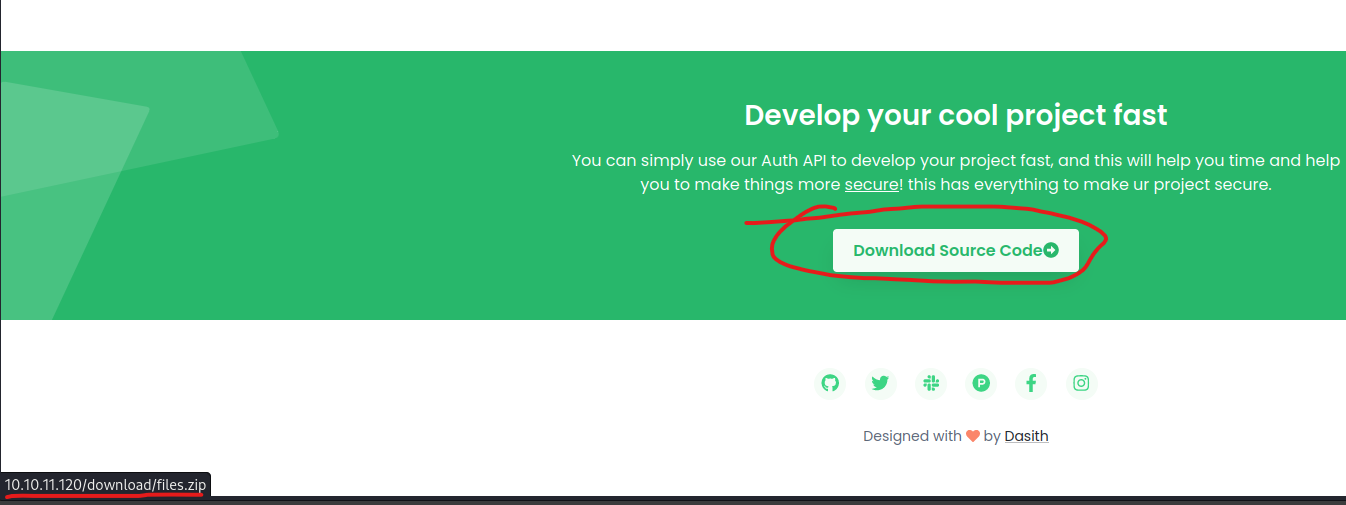 Develop your cool project fast
You can simply use our Auth API to develop your project fast, and this will help you time and help
you to make things more secure! this has everything to make ur project secure.
Download Source Code
Designed with by Dasith
10.10.11.120/download/files.zip